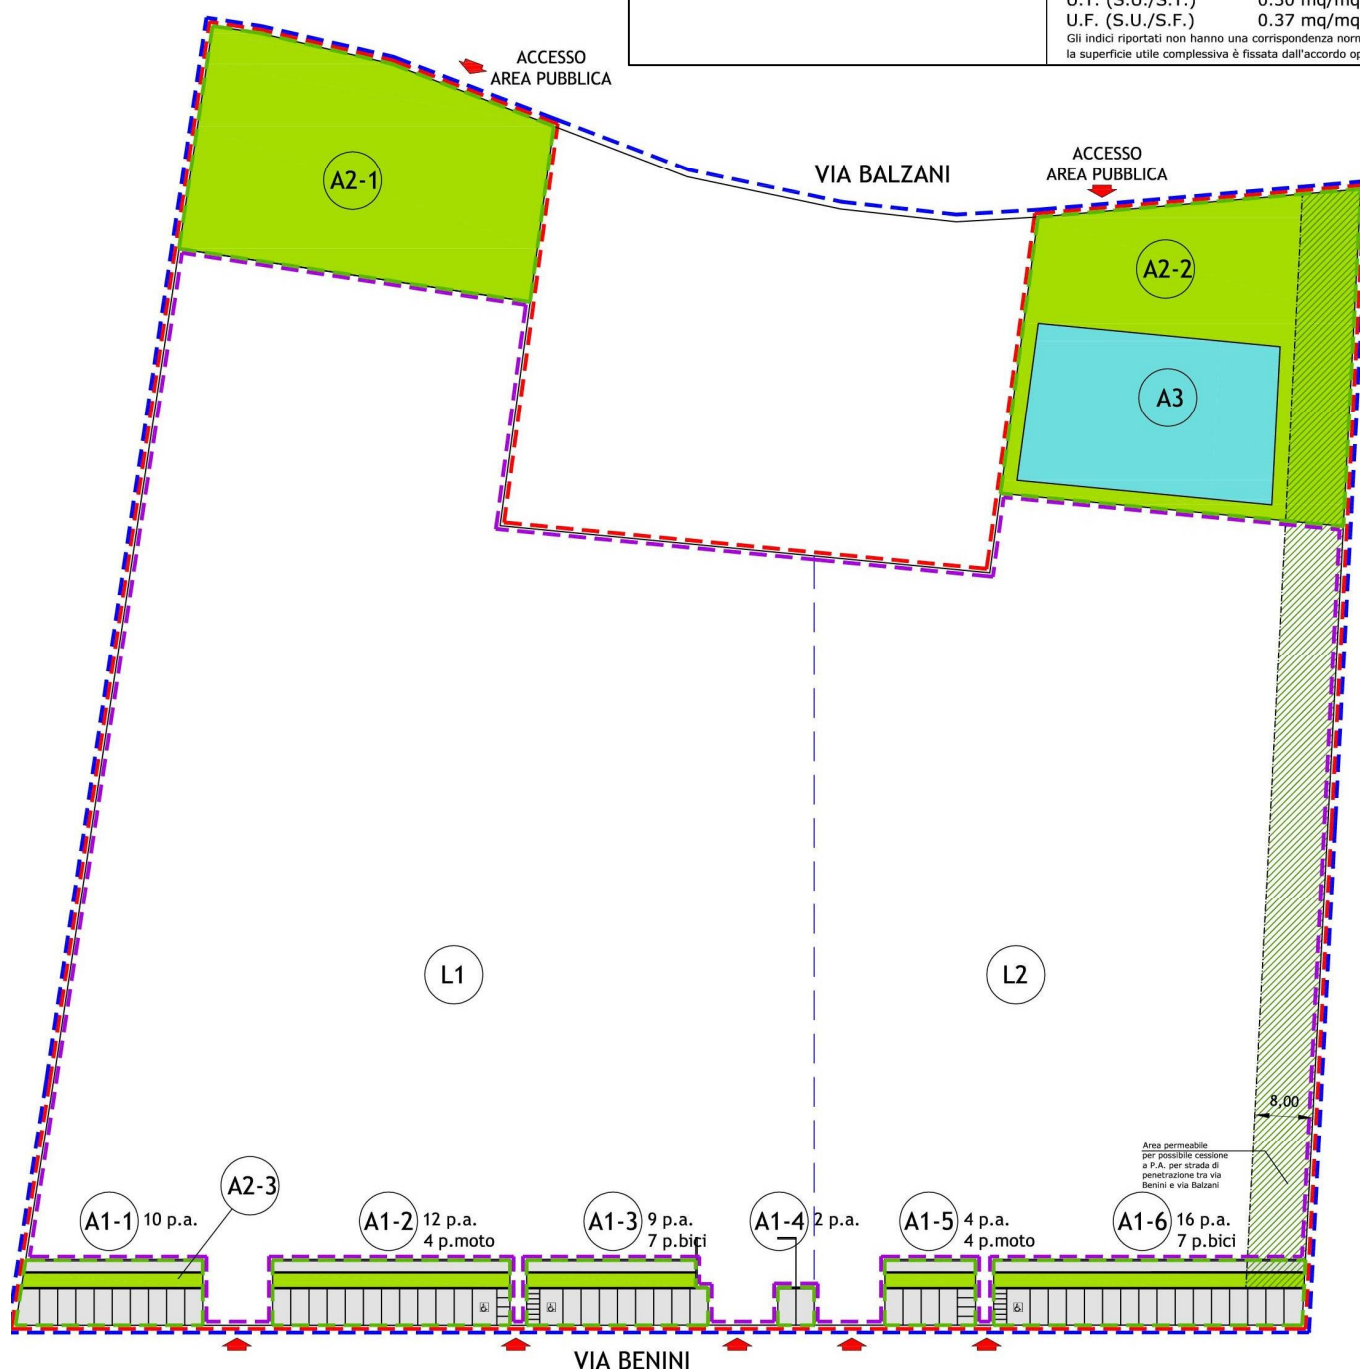 U.T. (S.U./S.T.) 0.30 mq/mq
U.F. (S.U./S.F.) 0.37 mq/mq
Gli indici riportati non hanno una corrispondenza
la superficie utile complessiva è fissata dall'accordo
ACCESSO
AREA PUBBLICA
VIA BALZANI
ACCESSO
AREA PUBBLICA
A2-1
A2-2
A3
L1
L2
8,00
Area permeabile
per possibile cessione
a P.A. per strada di
penetrazione tra via
Benini e via Balzani
A2-3
A1-1 10 p.a.
A1-2 12 p.a.
4 p.moto
A1-3 9 p.a.
7 p.bici
A1-4 2 p.a.
A1-5 4 p.a.
4 p.moto
A1-6 16 p.a.
7 p.bici
VIA BENINI